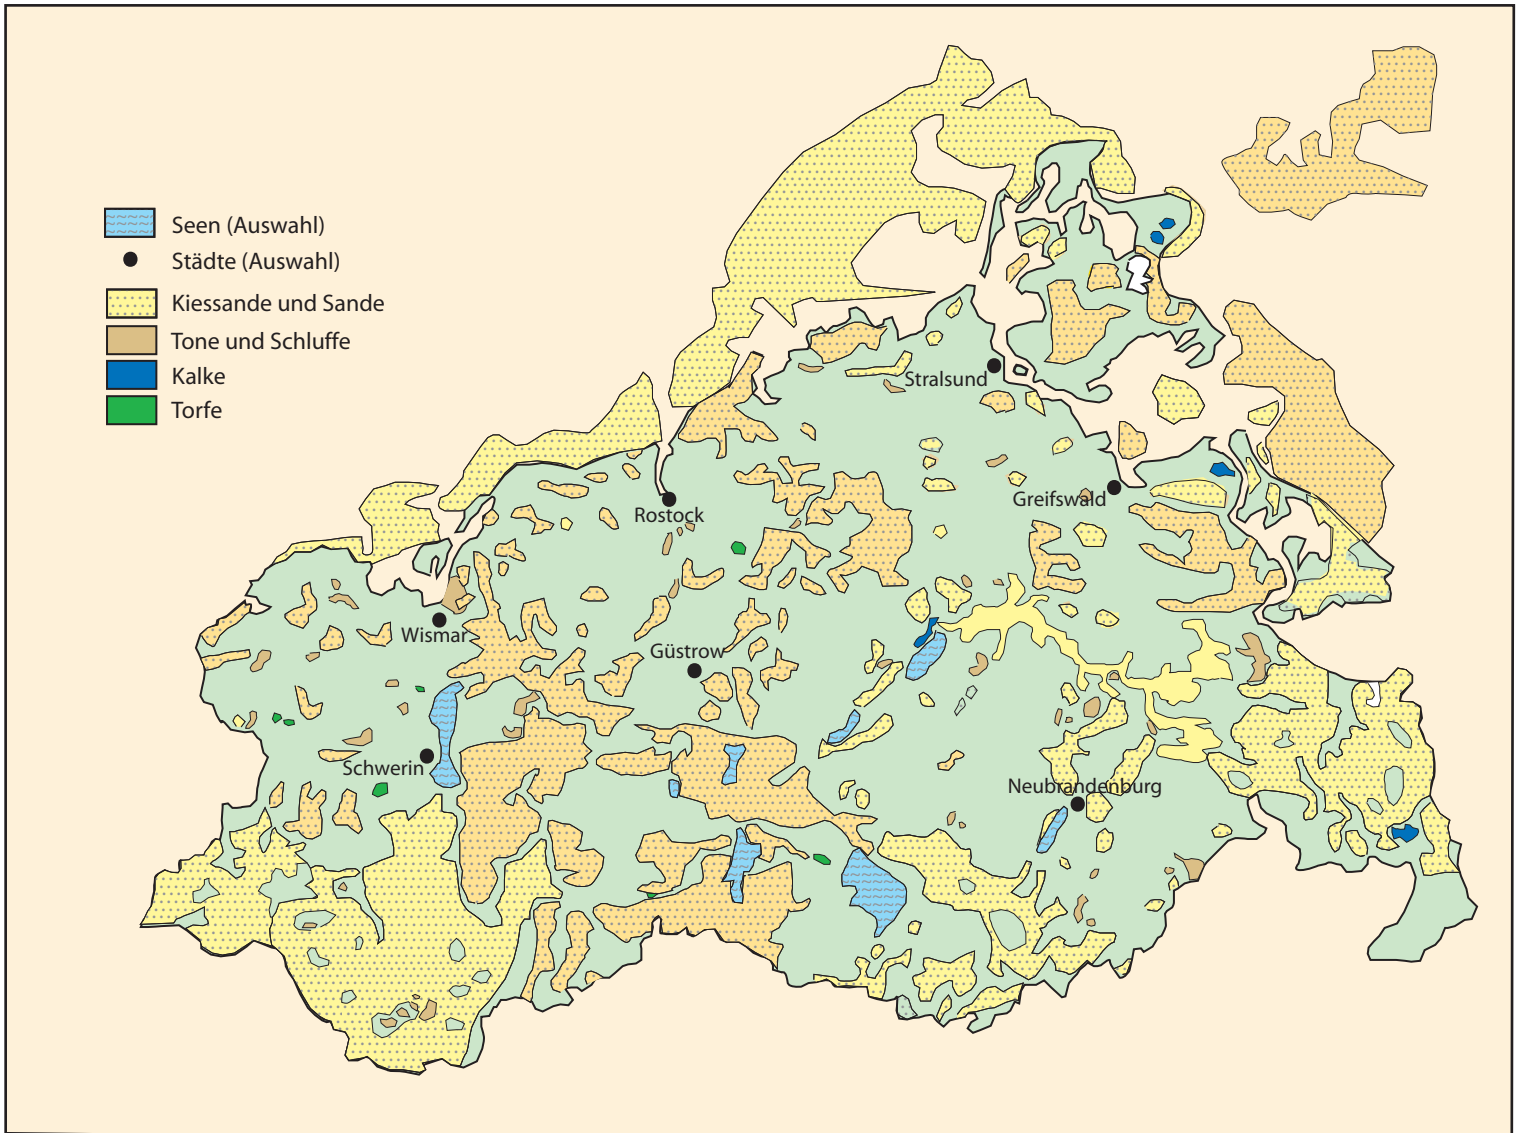 Seen (Auswahl)
Städte (Auswahl)
Kiessande und Sande
Tone und Schluffe
Kalke
Torfe
Stralsund
Greifswald
Rostock
Wismar
Güstrow
Schwerin
Neubrandenburg